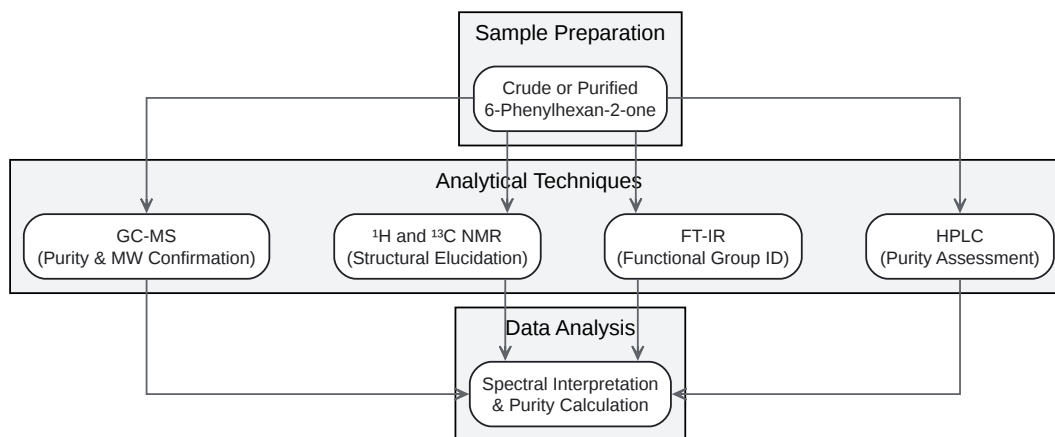 Sample Preparation
Crude or Purified
6-Phenylhexan-2-one
Analytical Techniques
GC-MS
(Purity & MW Confirmation)
¹H and ¹³C NMR
(Structural Elucidation)
FT-IR
(Functional Group ID)
HPLC
(Purity Assessment)
Data Analysis
Spectral Interpretation
& Purity Calculation